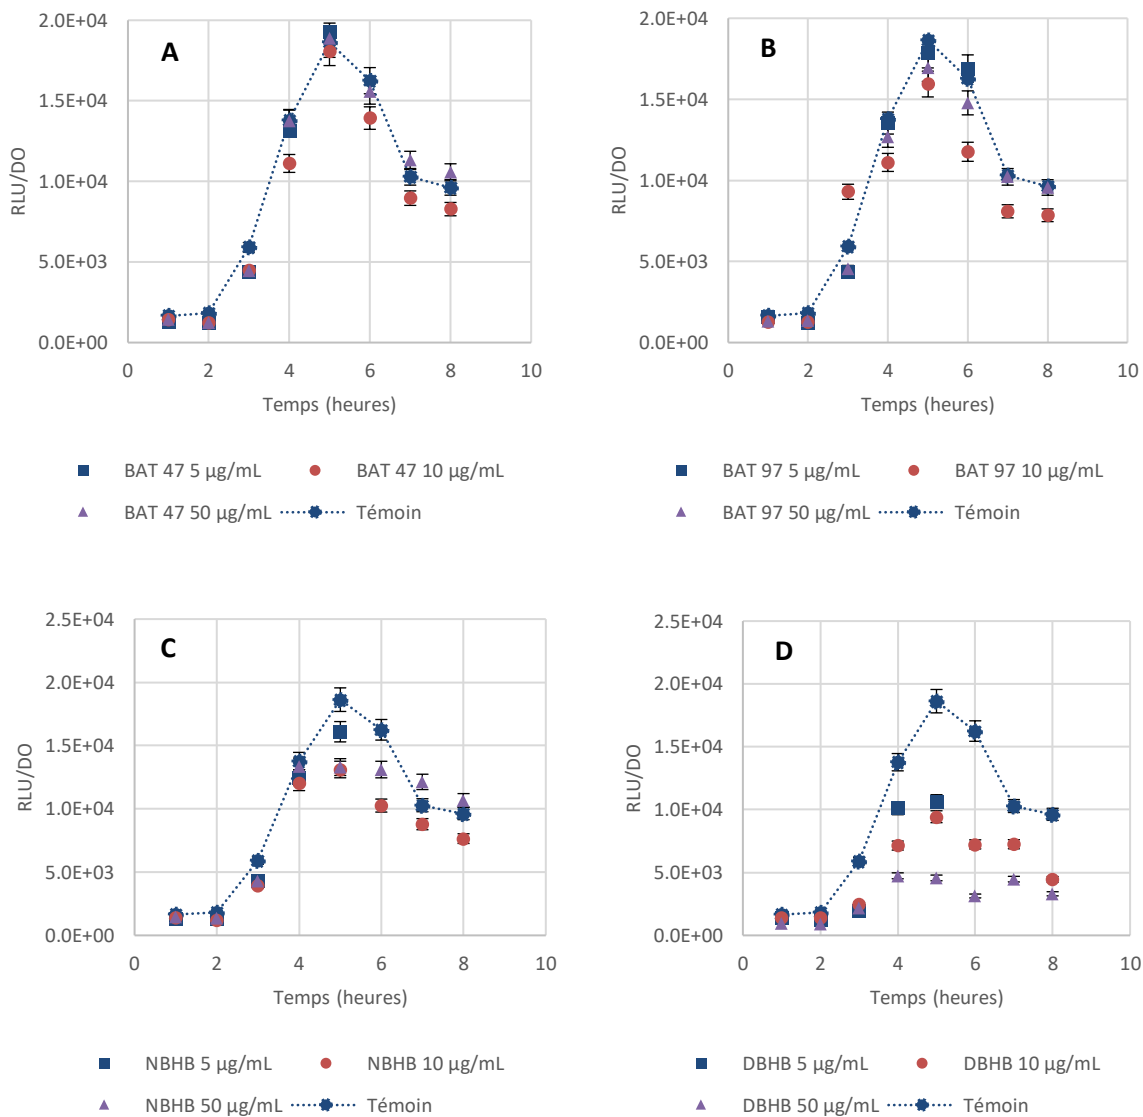 A
2.0E+04
1.5E+04
1.0E+04
5.0E+03
0.0E+00
RLU/DO
0 2 4 6 8 10
Temps (heures)
BAT 47 5 µg/mL BAT 47 10 µg/mL
BAT 47 50 µg/mL Témoin
B
2.0E+04
1.5E+04
1.0E+04
5.0E+03
0.0E+00
RLU/DO
0 2 4 6 8 10
Temps (heures)
BAT 97 5 µg/mL BAT 97 10 µg/mL
BAT 97 50 µg/mL Témoin
C
2.5E+04
2.0E+04
1.5E+04
1.0E+04
5.0E+03
0.0E+00
RLU/DO
0 2 4 6 8 10
Temps (heures)
NBHB 5 µg/mL NBHB 10 µg/mL
NBHB 50 µg/mL Témoin
D
2.5E+04
2.0E+04
1.5E+04
1.0E+04
5.0E+03
0.0E+00
RLU/DO
0 2 4 6 8 10
Temps (heures)
DBHB 5 µg/mL DBHB 10 µg/mL
DBHB 50 µg/mL Témoin